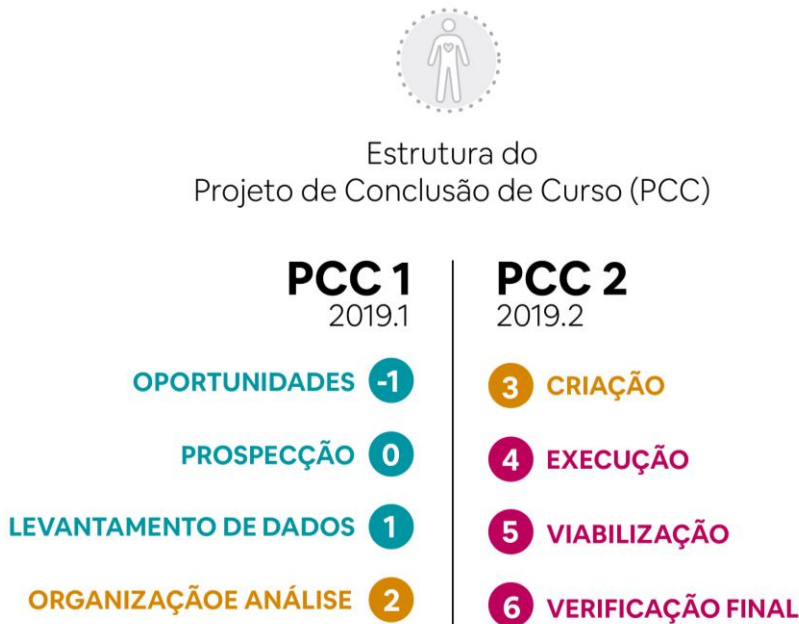 Estrutura do
Projeto de Conclusão de Curso (PCC)
PCC 1
2019.1
OPORTUNIDADES -1
PROSPECÇÃO 0
LEVANTAMENTO DE DADOS 1
ORGANIZAÇÃOE ANÁLISE 2
PCC 2
2019.2
3 CRIAÇÃO
4 EXECUÇÃO
5 VIABILIZAÇÃO
6 VERIFICAÇÃO FINAL